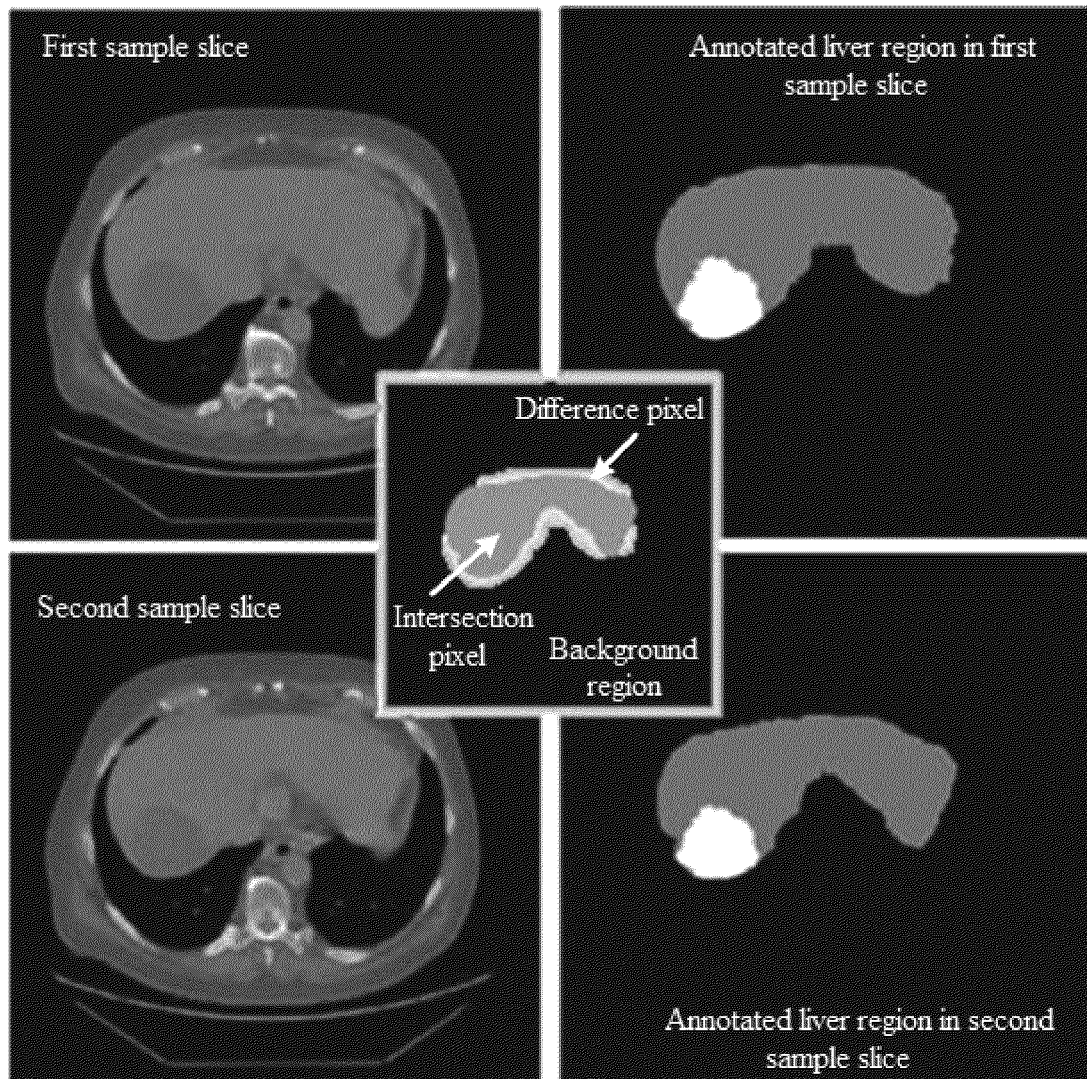 First sample slice
Annotated liver region in first
sample slice
Difference pixel
Intersection
pixel
Background
region
Second sample slice
Annotated liver region in second
sample slice